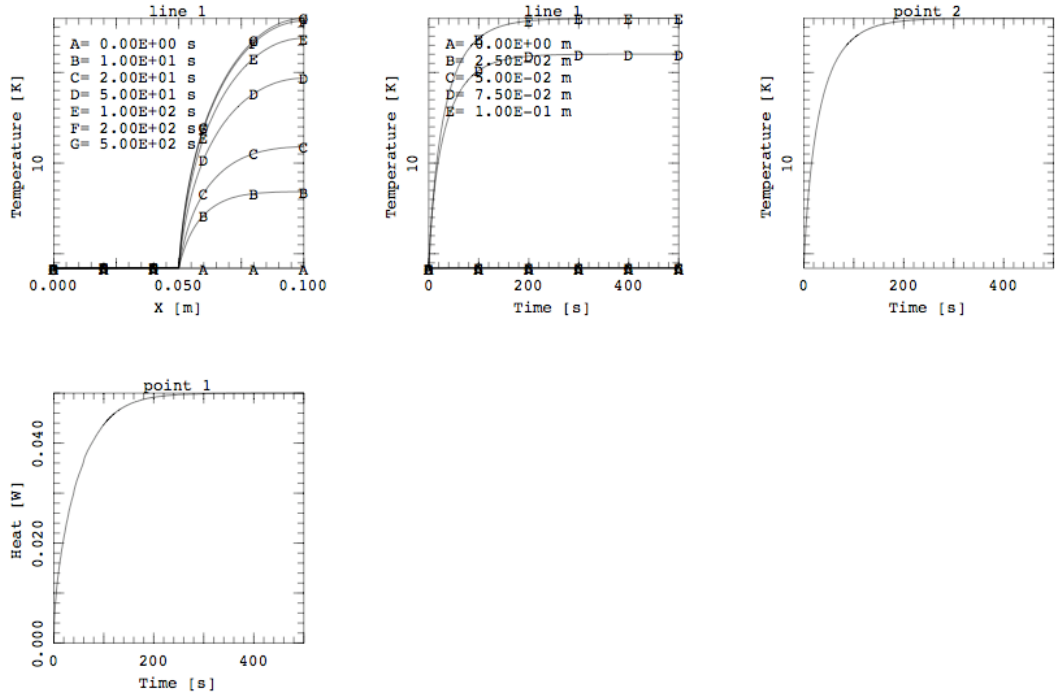 line 1
A= 0.00E+00 s
B= 1.00E+01 s
C= 2.00E+01 s
D= 5.00E+01 s
E= 1.00E+02 s
F= 2.00E+02 s
G= 5.00E+02 s
Temperature [K]
10
0.000
0.050
0.100
X [m]
line 1
A= 0.00E+00 m
B= 2.50E-02 m
C= 5.00E-02 m
D= 7.50E-02 m
E= 1.00E-01 m
Temperature [K]
10
0
200
400
Time [s]
point 2
Temperature [K]
10
0
200
400
Time [s]
point 1
Heat [W]
0.040
0.020
0.000
0
200
400
Time [s]